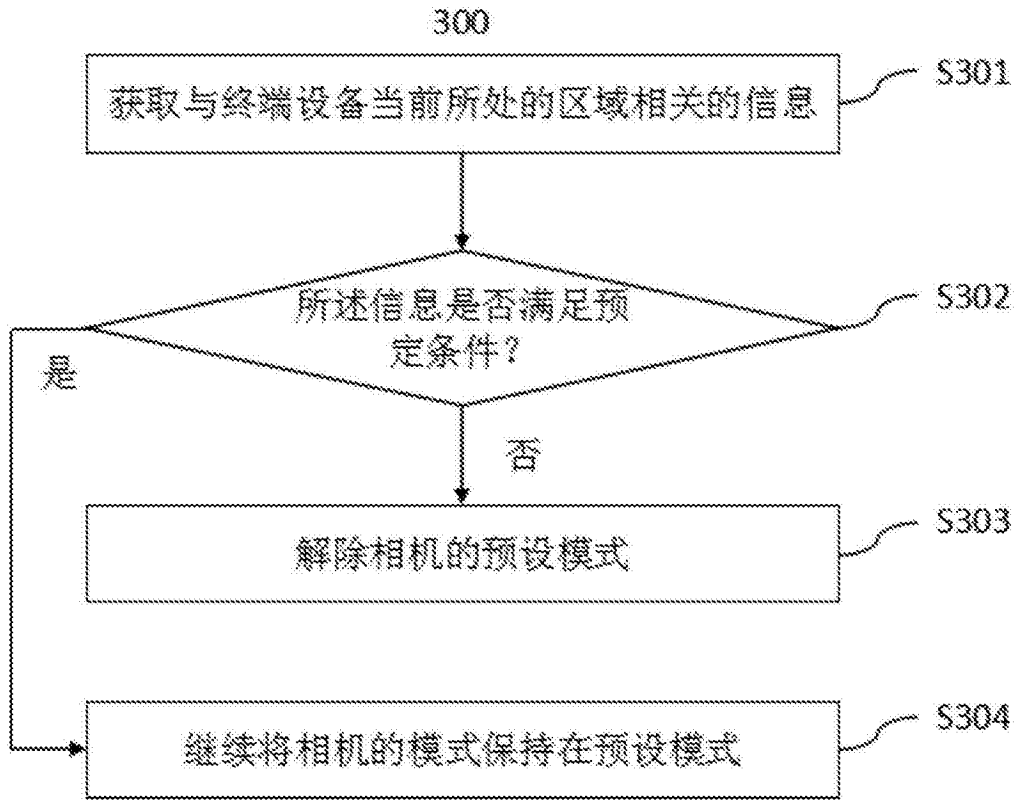 300
获取与终端设备当前所处的区域相关的信息
S301
所述信息是否满足预
定条件？
S302
是
否
解除相机的预设模式
S303
继续将相机的模式保持在预设模式
S304